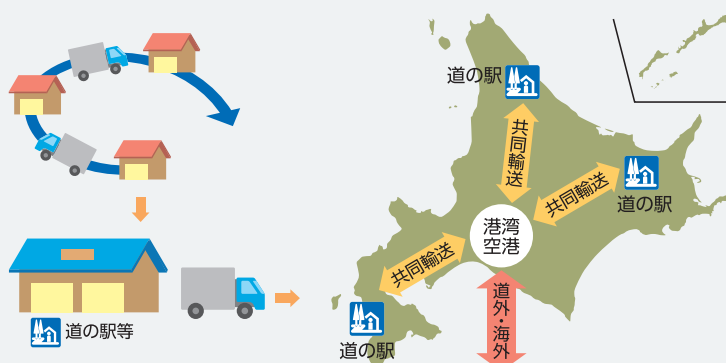 道の駅
共同輸送
共同輸送
道の駅
港湾
空港
共同輸送
道の駅等
道外・海外
道の駅